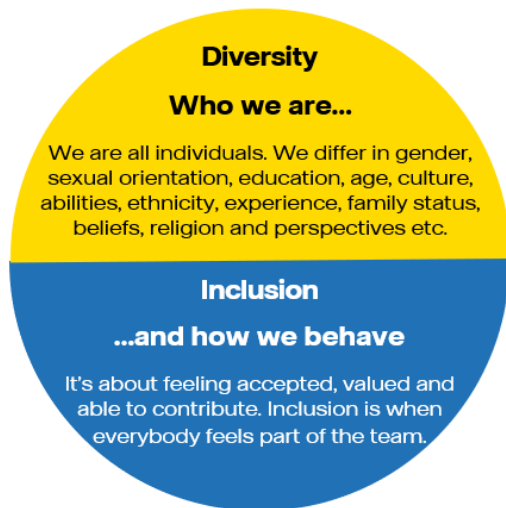 Diversity
Who we are...
We are all individuals. We differ in gender,
sexual orientation, education, age, culture,
abilities, ethnicity, experience, family status,
beliefs, religion and perspectives etc.
Inclusion
...and how we behave
It's about feeling accepted, valued and
able to contribute. Inclusion is when
everybody feels part of the team.